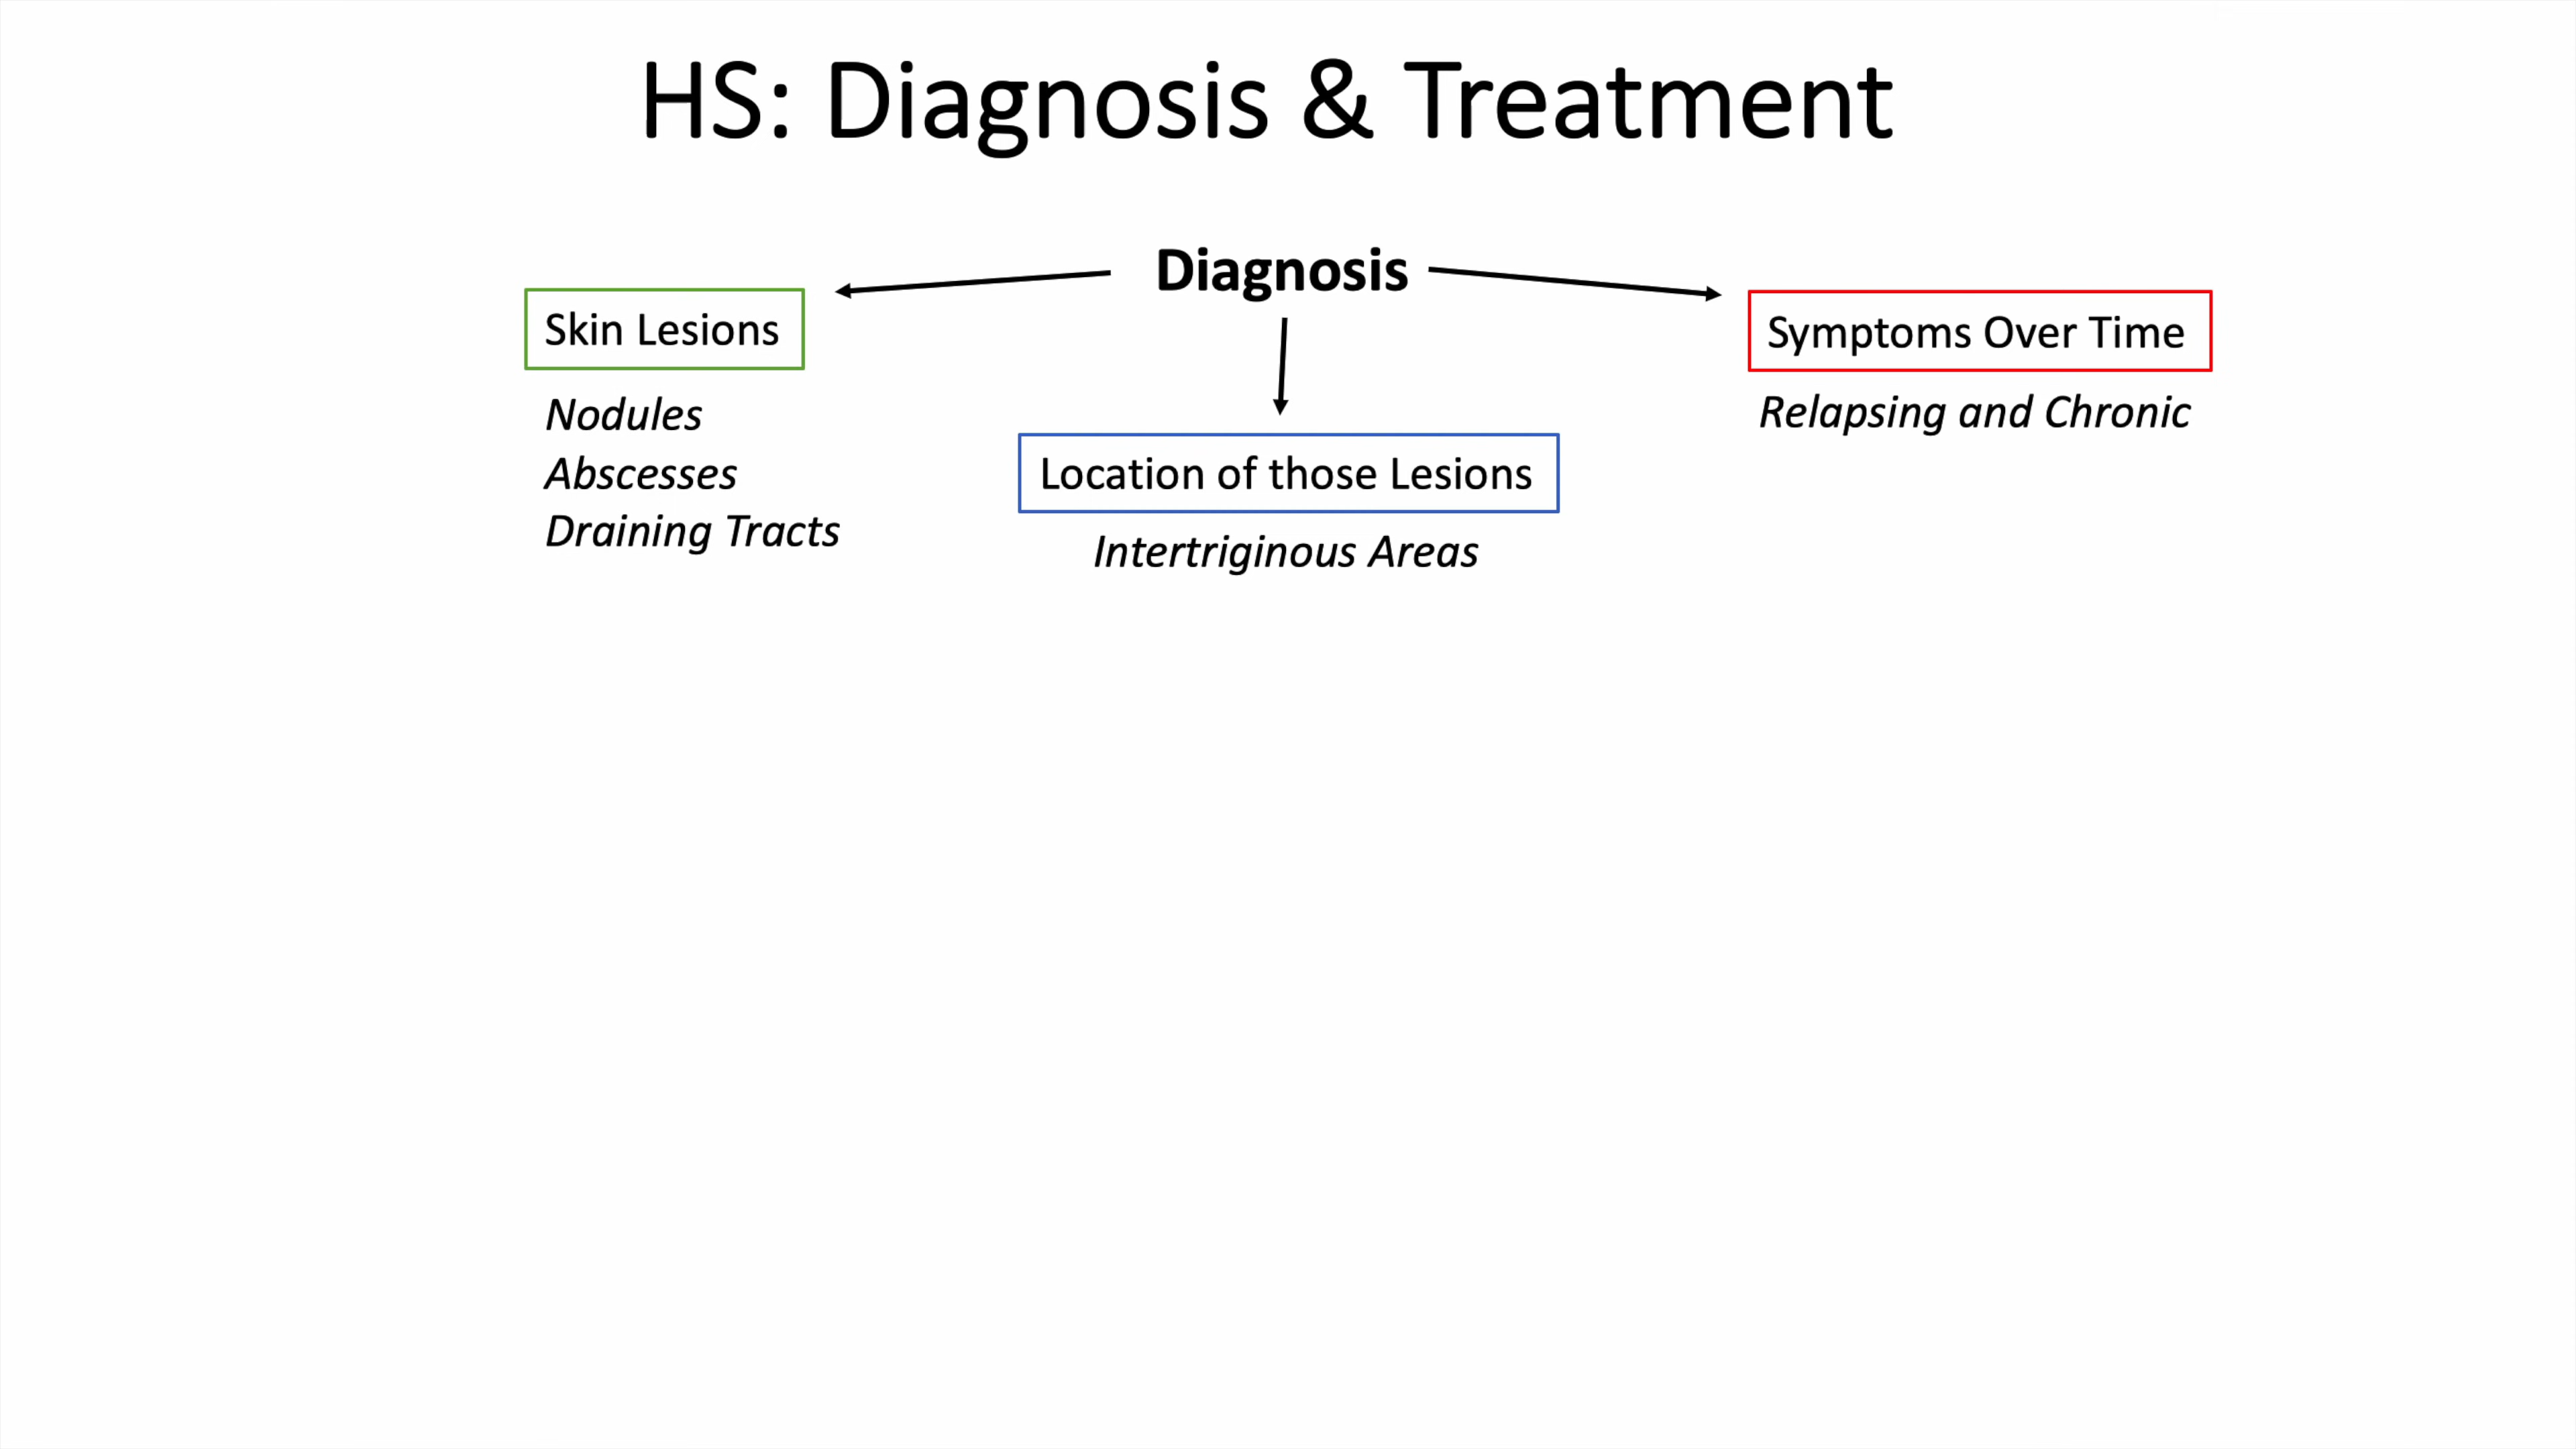 HS: Diagnosis & Treatment
Diagnosis
Skin Lesions
Nodules
Abscesses
Draining Tracts
Location of those Lesions
Intertriginous Areas
Symptoms Over Time
Relapsing and Chronic